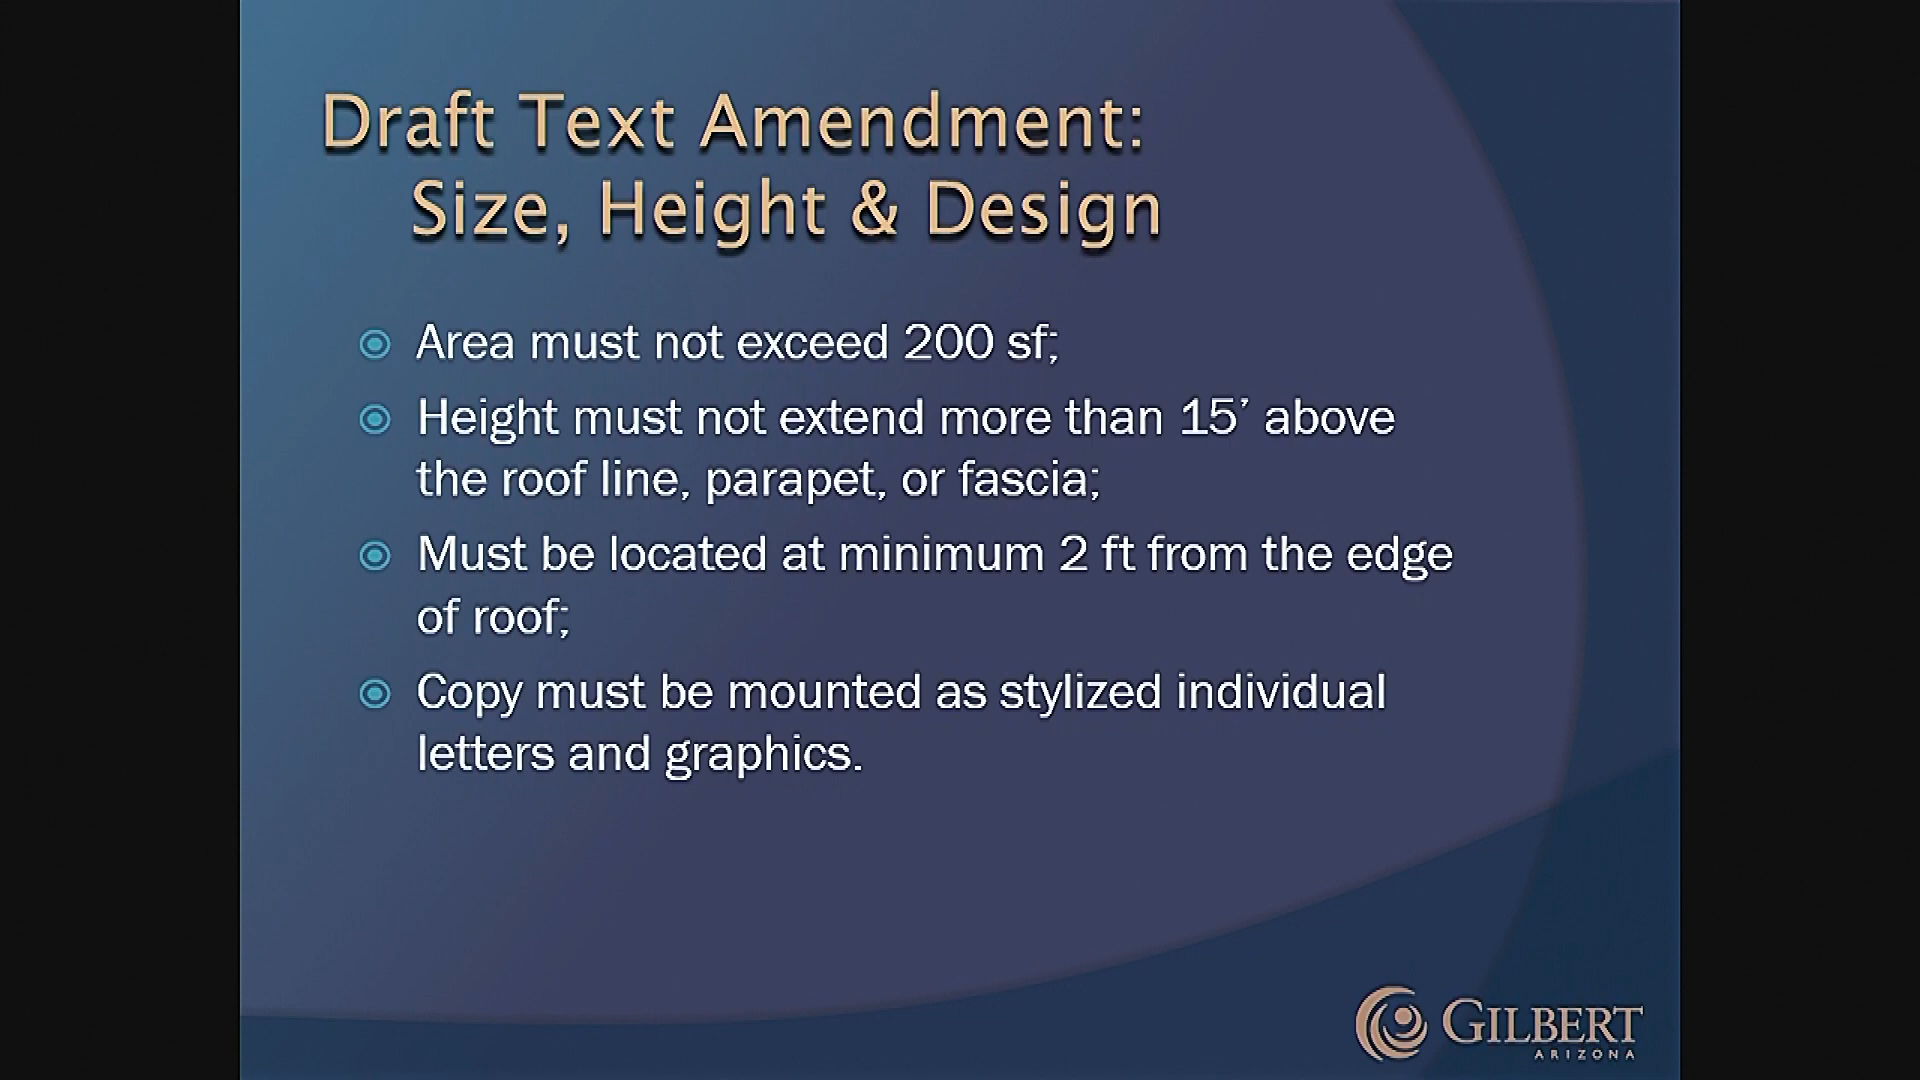 Draft Text Amendment:
Size, Height & Design
Area must not exceed 200 sf;
Height must not extend more than 15’ above
the roof line, parapet, or fascia;
Must be located at minimum 2 ft from the edge
of roof;
Copy must be mounted as stylized individual
letters and graphics.
GILBERT
ARIZONA